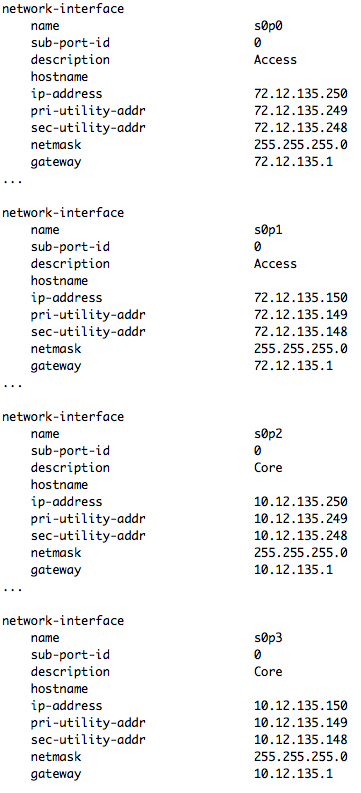 network-interface
name s0p0
sub-port-id 0
description Access
hostname
ip-address 72.12.135.250
pri-utility-addr 72.12.135.249
sec-utility-addr 72.12.135.248
netmask 255.255.255.0
gateway 72.12.135.1
...
network-interface
name s0p1
sub-port-id 0
description Access
hostname
ip-address 72.12.135.150
pri-utility-addr 72.12.135.149
sec-utility-addr 72.12.135.148
netmask 255.255.255.0
gateway 72.12.135.1
...
network-interface
name s0p2
sub-port-id 0
description Core
hostname
ip-address 10.12.135.250
pri-utility-addr 10.12.135.249
sec-utility-addr 10.12.135.248
netmask 255.255.255.0
gateway 10.12.135.1
...
network-interface
name s0p3
sub-port-id 0
description Core
hostname
ip-address 10.12.135.150
pri-utility-addr 10.12.135.149
sec-utility-addr 10.12.135.148
netmask 255.255.255.0
gateway 10.12.135.1